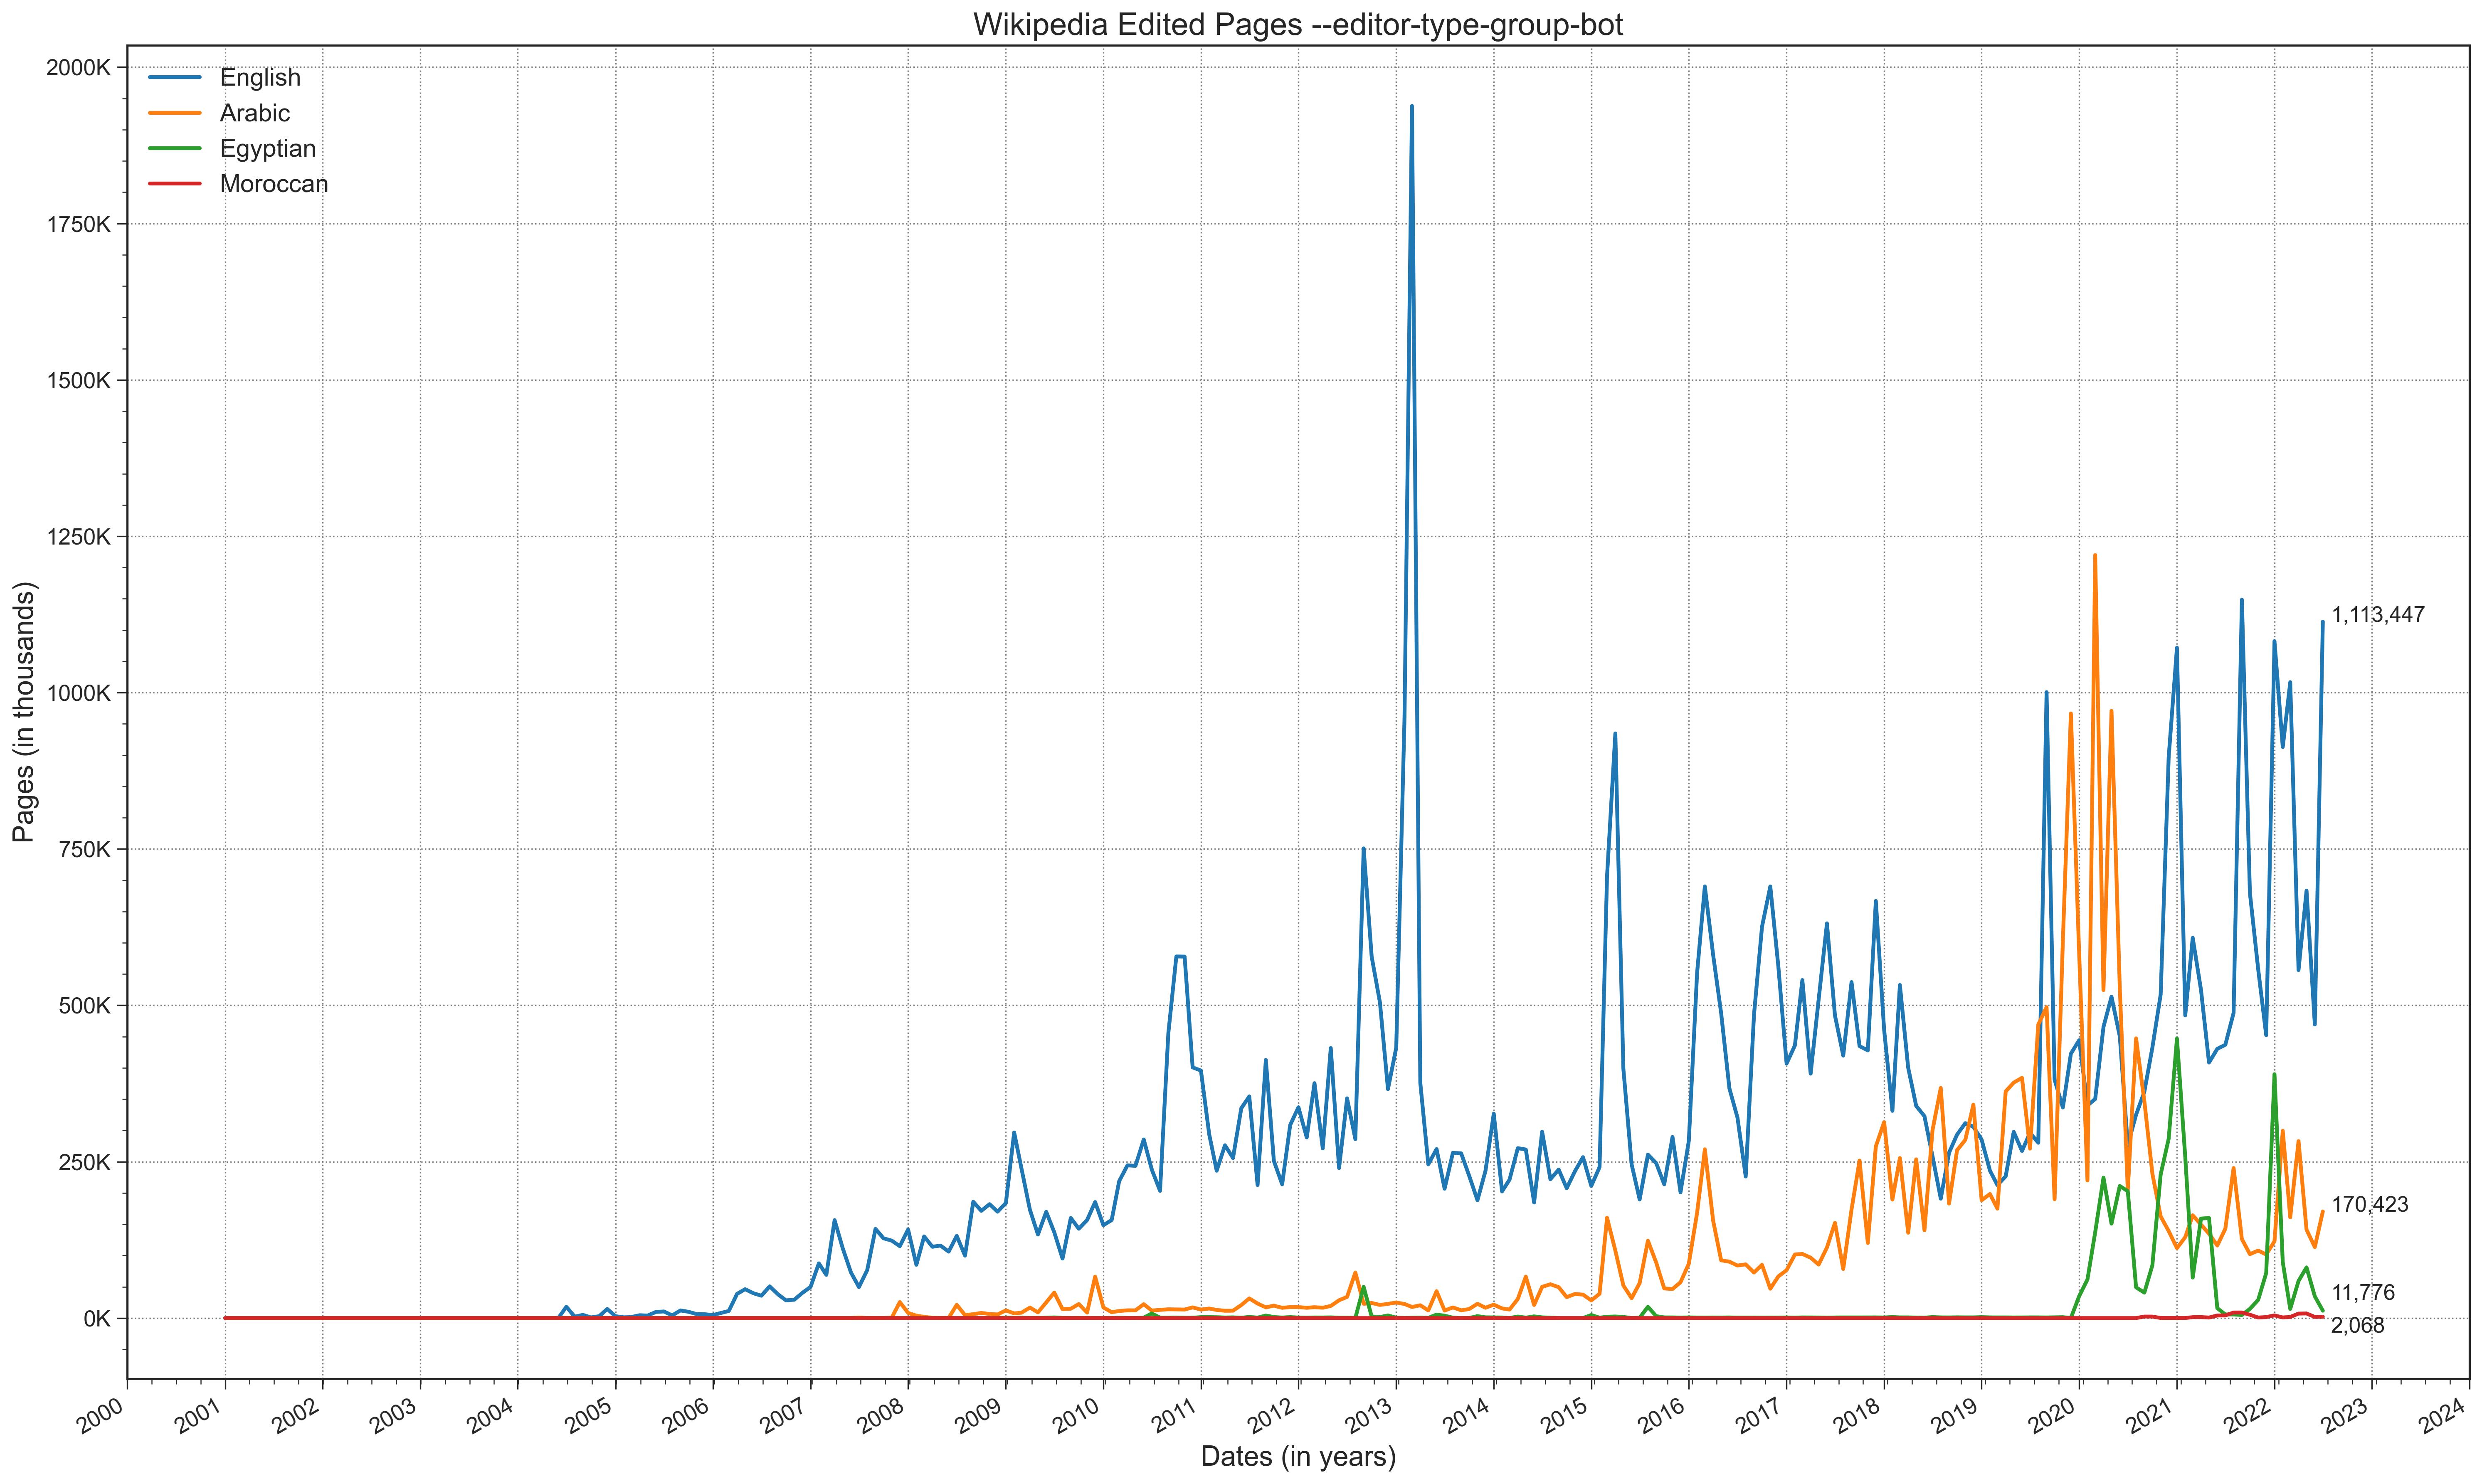 Wikipedia Edited Pages --editor-type-group-bot
2000K
1750K
1500K
1250K
1000K
750K
500K
250K
0K
Pages (in thousands)
English
Arabic
Egyptian
Moroccan
1,113,447
170,423
11,776
2,068
2000 2001 2002 2003 2004 2005 2006 2007 2008 2009 2010 2011 2012 2013 2014 2015 2016 2017 2018 2019 2020 2021 2022 2023 2024
Dates (in years)